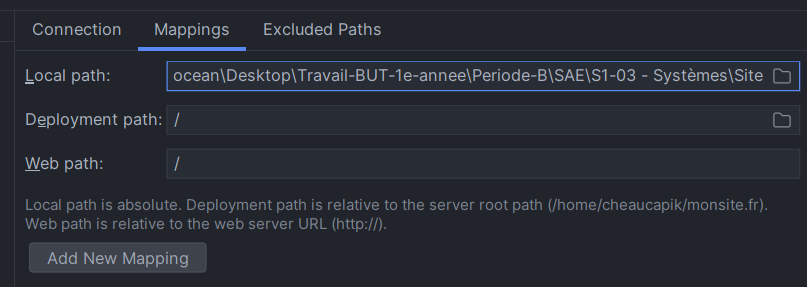 Connection Mappings Excluded Paths
Local path: ocean\Desktop\Travail-BUT-1e-annee\Periode-B\SAE\S1-03 - Systèmes\Site
Deployment path: /
Web path: /
Local path is absolute. Deployment path is relative to the server root path (/home/cheaucapik/monsite.fr).
Web path is relative to the web server URL (http://).
Add New Mapping